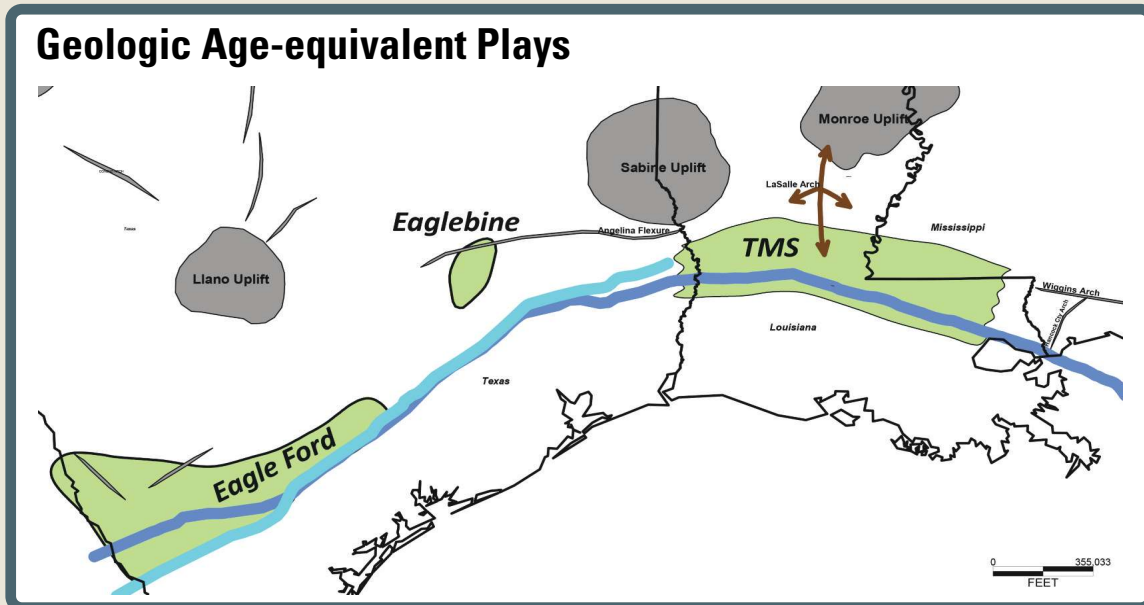 Geologic Age-equivalent Plays
Monroe Uplift
Sabine Uplift
LaSalle Arch
Eaglebine
Angelina Flexure
TMS
Mississippi
Texas
Llano Uplift
Wiggins Arch
Louisiana
Texas
Eagle Ford
0 355,033
FEET